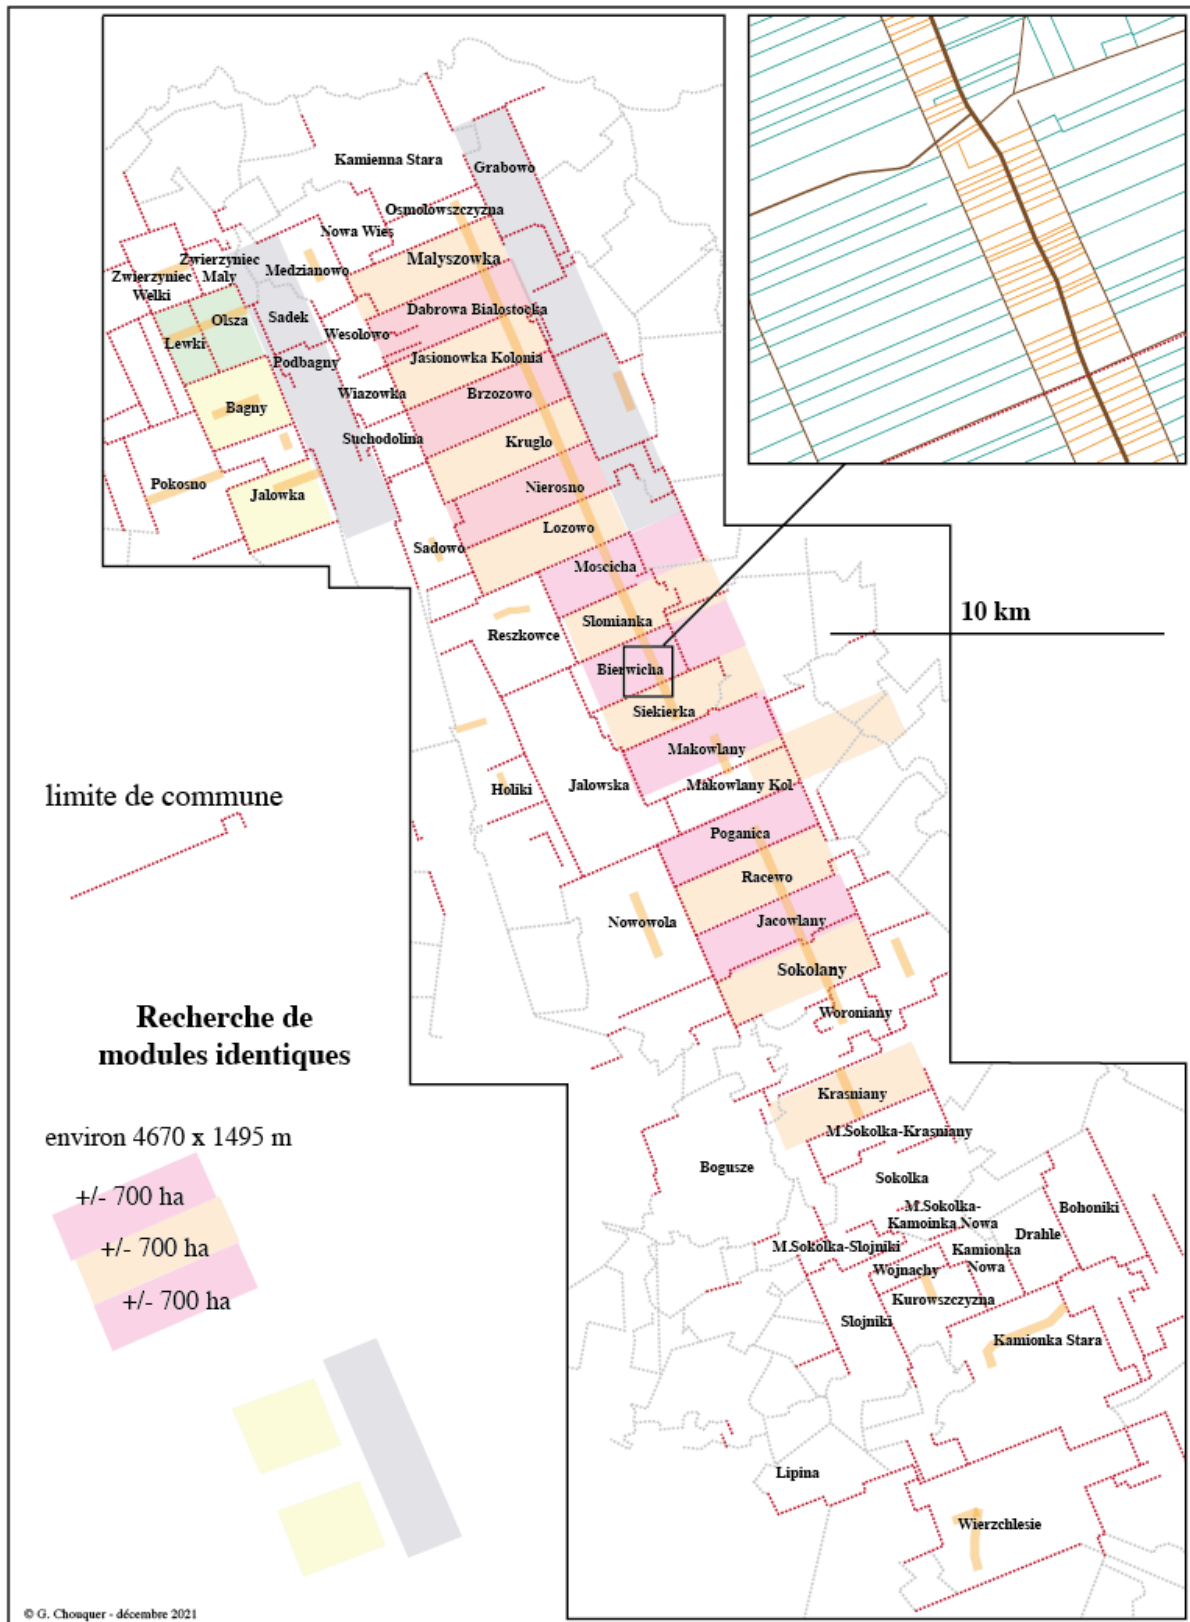 Kamienna Stara
Grabowo
Osmolowszczyzna
Nowa Wies
Malyszowka
Zwierzyniec
Maly
Medzianowo
Zwierzyniec
Welki
Dabrowa Bialostocka
Olsza
Sadek
Lewki
Wesolowo
Podbagny
Jasionowka Kolonia
Wiazowka
Brzozowo
Bagny
Suchodolina
Kruglo
Pokosno
Jalowka
Nierosno
Lozowo
Sadowo
Moscicha
Slomianka
Reszkowce
10 km
Bierwicha
Siekierka
Makowlany
Holiki
Jalowska
Makowlany Kol
limite de commune
Poganica
Racewo
Nowowola
Jacowlany
Sokolany
Woroniany
Recherche de
modules identiques
Krasniany
environ 4670 x 1495 m
M.Sokolka-Krasniany
Bogusze
Sokolka
+/- 700 ha
M.Sokolka-
Kamoinka Nova
Bohoniki
Drahle
+/- 700 ha
M.Sokolka-Slojniki
Kamionka
Nowa
Wojnachy
+/- 700 ha
Kurowszczyzna
Slojniki
Kamionka Stara
Lipina
Wierzchlesie
© G. Chouquer - décembre 2021